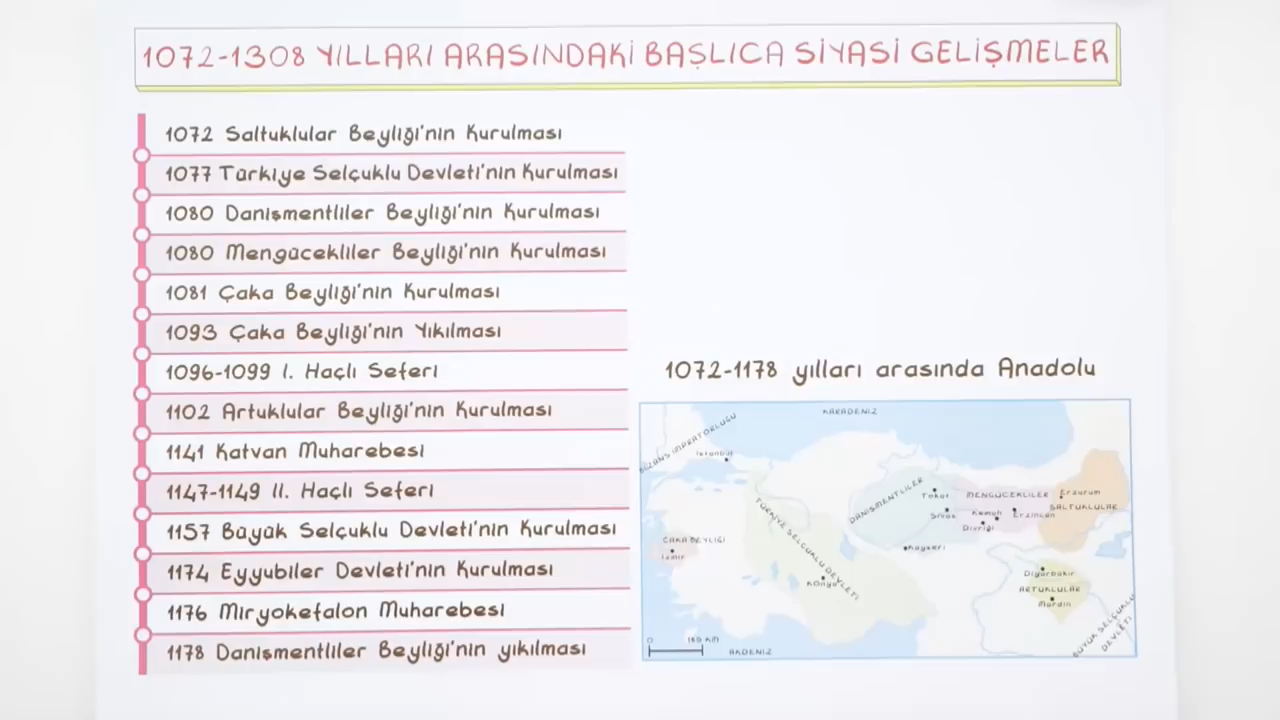 1072-1308 YILLARI ARASINDAKİ BAŞLICA SİYASİ GELİŞMELER
1072 Saltuklular Beyliği'nin Kurulması
1077 Türkiye Selçuklu Devleti'nin Kurulması
1080 Danişmentliler Beyliği'nin Kurulması
1080 Mengücekliler Beyliği'nin Kurulması
1081 Çaka Beyliği'nin Kurulması
1093 Çaka Beyliği'nin Yıkılması
1096-1099 I. Haçlı Seferi
1102 Artuklular Beyliği'nin Kurulması
1141 Katvan Muharebesi
1147-1149 II. Haçlı Seferi
1157 Büyük Selçuklu Devleti'nin Kurulması
1174 Eyyubiler Devleti'nin Kurulması
1176 Miryokefalon Muharebesi
1178 Danişmentliler Beyliği'nin yıkılması
1072-1178 yılları arasında Anadolu
KARADENİZ
BİZANS İMPRATORLUĞU
İstanbul
DANİŞMENTLİLER
Tokat
MENGÜCEKLİLER
Erzurum
SALTUKLULAR
Sivas
Kemah
Erzincan
Divriği
TÜRKİYE SELÇUKLU DEVLETİ
ÇAKA BEYLİĞİ
İzmir
Kayseri
Konya
Diyarbakır
ARTUKLULAR
Mardin
BÜYÜK SELÇUKLU
DEVLETİ
0
160 KM
AKDENİZ